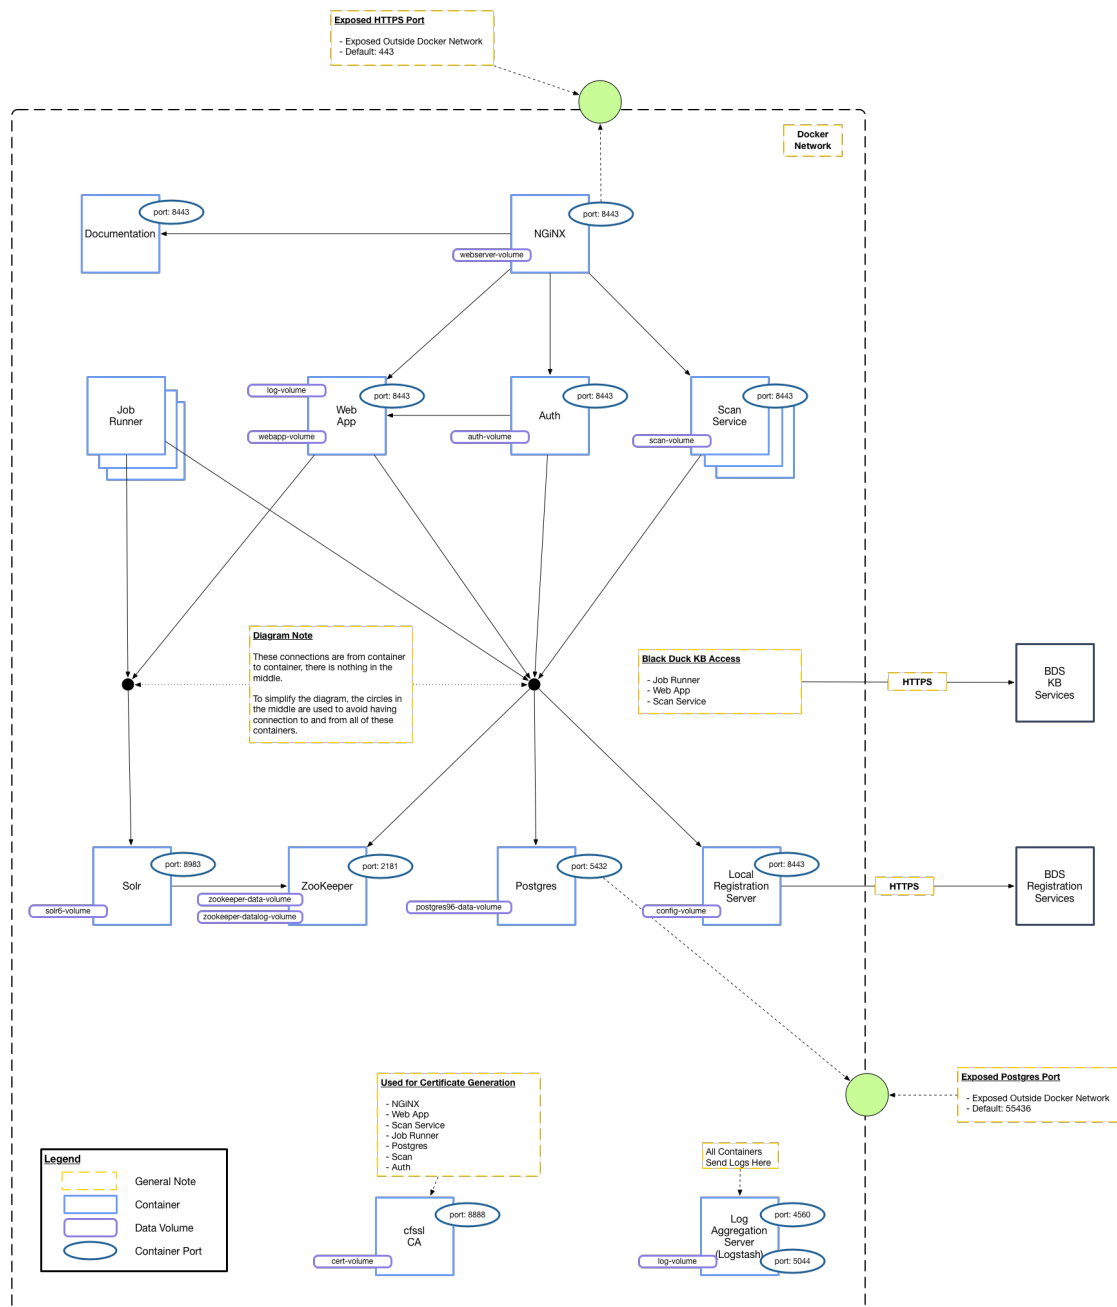 Exposed HTTPS Port
- Exposed Outside Docker Network
- Default: 443
Docker
Network
Documentation
port: 8443
NGiNX
port: 8443
webserver-volume
Job
Runner
log-volume
Web
App
port: 8443
webapp-volume
Auth
port: 8443
auth-volume
Scan
Service
port: 8443
scan-volume
Diagram Note
These connections are from container
to container, there is nothing in the
middle.
To simplify the diagram, the circles in
the middle are used to avoid having
connection to and from all of these
containers.
Black Duck KB Access
- Job Runner
- Web App
- Scan Service
HTTPS
BDS
KB
Services
Solr
port: 8983
solr6-volume
ZooKeeper
port: 2181
zookeeper-data-volume
zookeeper-datalog-volume
Postgres
port: 5432
postgres96-data-volume
Local
Registration
Server
port: 8443
config-volume
HTTPS
BDS
Registration
Services
Exposed Postgres Port
- Exposed Outside Docker Network
- Default: 55436
Used for Certificate Generation
- NGiNX
- Web App
- Scan Service
- Job Runner
- Postgres
- Scan
- Auth
cfssl
CA
port: 8888
cert-volume
All Containers
Send Logs Here
Log
Aggregation
Server
(Logstash)
port: 4560
port: 5044
log-volume
Legend
General Note
Container
Data Volume
Container Port